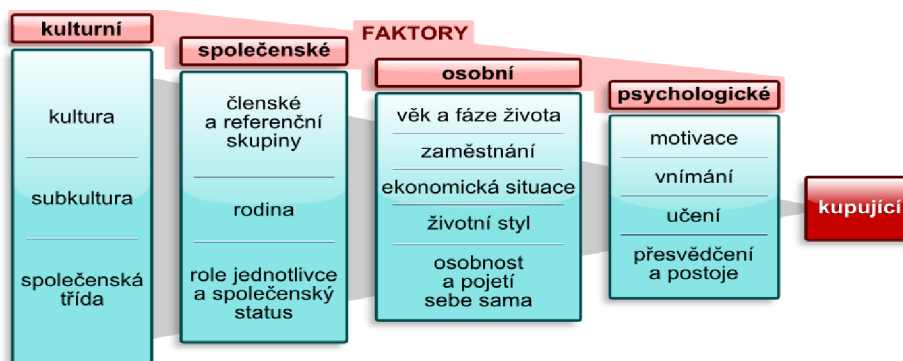 FAKTORY
kulturní
kultura
subkultura
společenská
třída
společenské
členské
a referenční
skupiny
rodina
role jednotlivce
a společenský
status
osobní
věk a fáze života
zaměstnání
ekonomická situace
životní styl
osobnost
a pojetí
sebe sama
psychologické
motivace
vnímání
učení
přesvědčení
a postoje
kupující